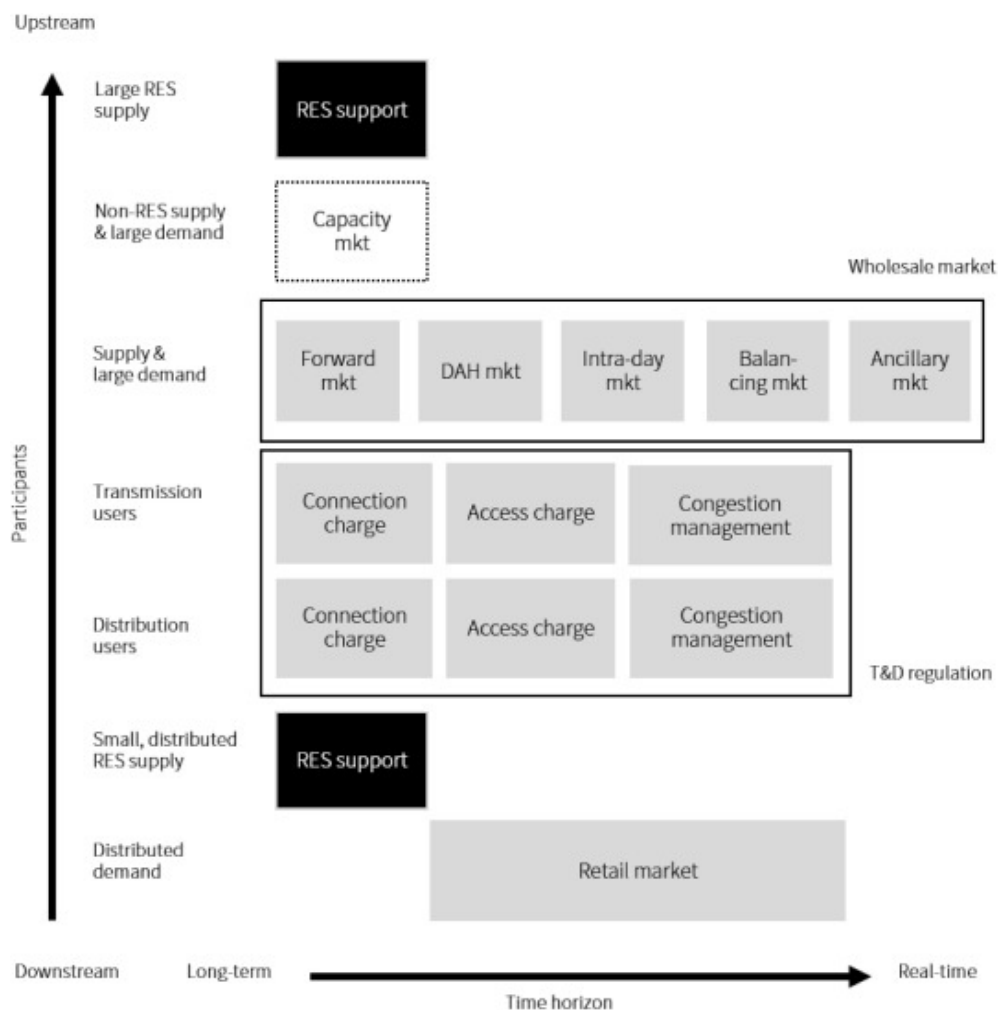 Upstream
Large RES
supply
RES support
Non-RES supply
& large demand
Capacity
mkt
Wholesale market
Supply &
large demand
Forward
mkt
DAH mkt
Intra-day
mkt
Balan-
cing mkt
Ancillary
mkt
Participants
Transmission
users
Connection
charge
Access charge
Congestion
management
Distribution
users
Connection
charge
Access charge
Congestion
management
T&D regulation
Small, distributed
RES supply
RES support
Distributed
demand
Retail market
Downstream
Long-term
Real-time
Time horizon